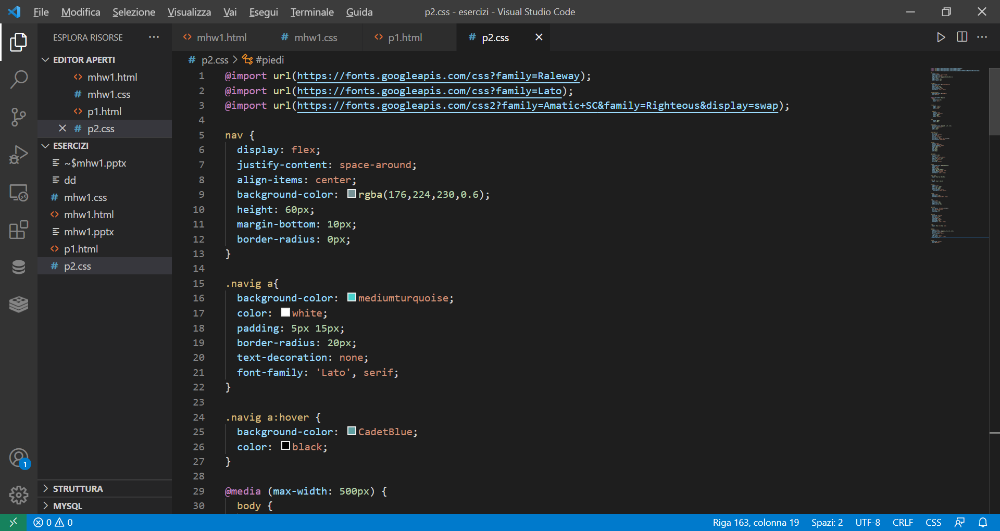 File Modifica Selezione Visualizza Vai Esegui Terminale Guida p2.css - esercizi - Visual Studio Code
ESPLORA RISORSE ...
EDITOR APERTI
<> mhw1.html
# mhw1.css
<> p1.html
# p2.css
ESERCIZI
~$mhw1.pptx
dd
# mhw1.css
<> mhw1.html
mhw1.pptx
<> p1.html
# p2.css
STRUTTURA
MYSQL
1
<> mhw1.html # mhw1.css <> p1.html # p2.css
# p2.css > #piedi
1 @import url(https://fonts.googleapis.com/css?family=Raleway);
2 @import url(https://fonts.googleapis.com/css?family=Lato);
3 @import url(https://fonts.googleapis.com/css2?family=Amatic+SC&family=Righteous&display=swap);
4
5 nav {
6 display: flex;
7 justify-content: space-around;
8 align-items: center;
9 background-color: rgba(176,224,230,0.6);
10 height: 60px;
11 margin-bottom: 10px;
12 border-radius: 0px;
13 }
14
15 .navig a{
16 background-color: mediumturquoise;
17 color: white;
18 padding: 5px 15px;
19 border-radius: 20px;
20 text-decoration: none;
21 font-family: 'Lato', serif;
22 }
23
24 .navig a:hover {
25 background-color: CadetBlue;
26 color: black;
27 }
28
29 @media (max-width: 500px) {
30 body {
0 0 Riga 163, colonna 19 Spazi: 2 UTF-8 CRLF CSS